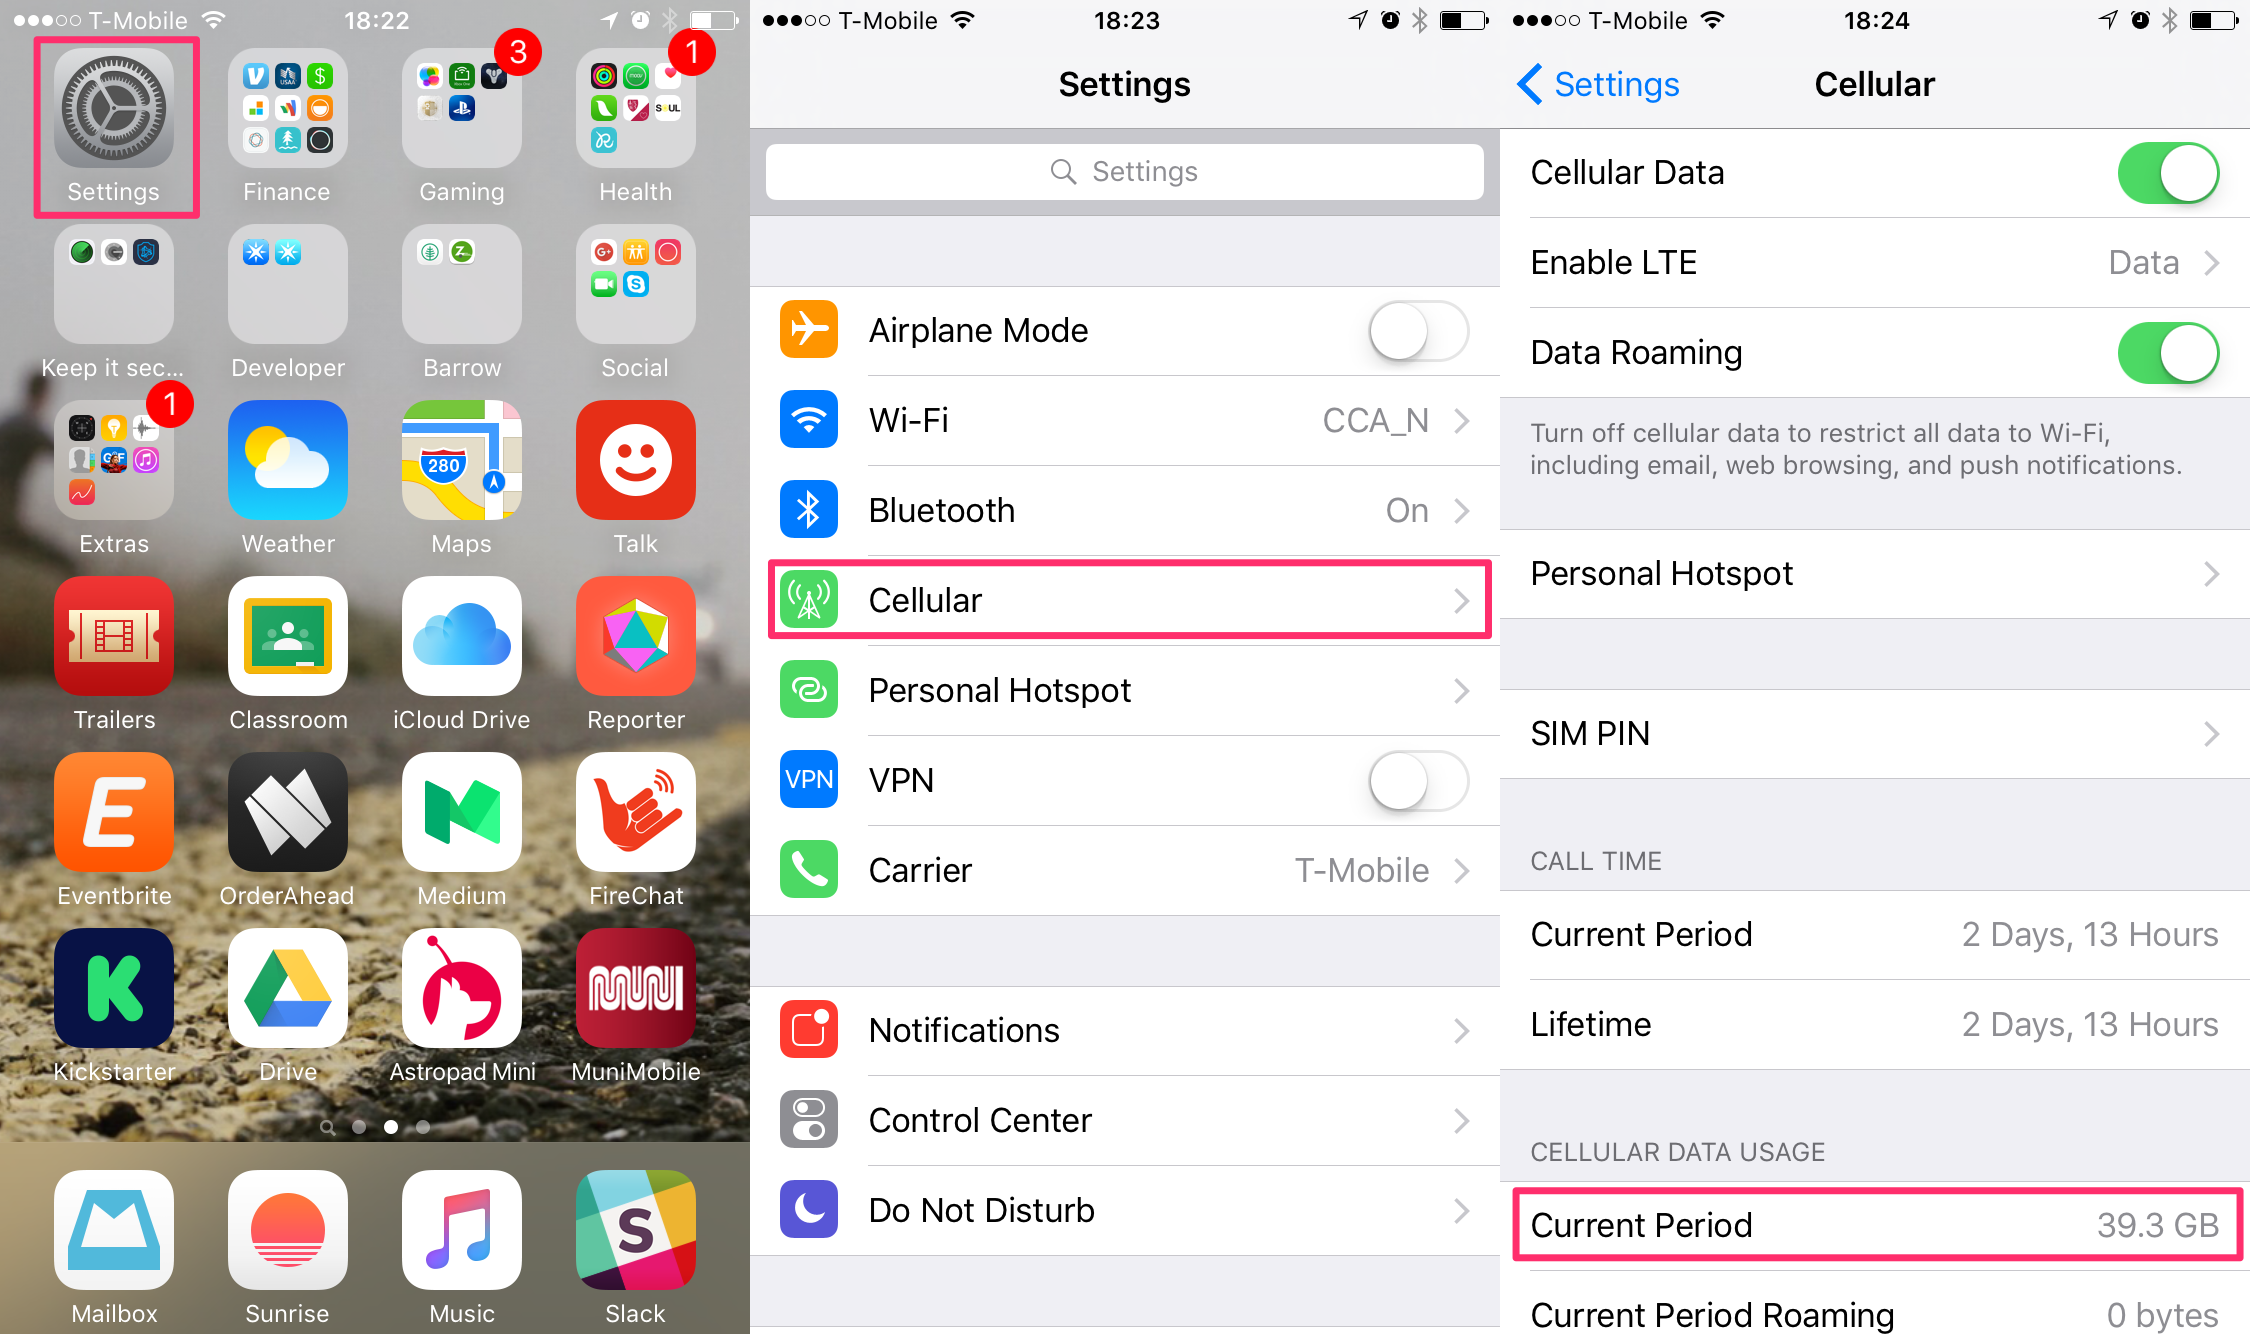 T-Mobile 18:22
3
1
Settings Finance Gaming Health
Keep it sec... Developer Barrow Social
1
280
Extras Weather Maps Talk
Trailers Classroom iCloud Drive Reporter
Eventbrite OrderAhead Medium FireChat
MUNI
Kickstarter Drive Astropad Mini MuniMobile
Mailbox Sunrise Music Slack
T-Mobile 18:23
Settings
Settings
Airplane Mode
Wi-Fi CCA_N
Bluetooth On
Cellular
Personal Hotspot
VPN VPN
Carrier T-Mobile
Notifications
Control Center
Do Not Disturb
T-Mobile 18:24
Settings Cellular
Cellular Data
Enable LTE Data
Data Roaming
Turn off cellular data to restrict all data to Wi-Fi,
including email, web browsing, and push notifications.
Personal Hotspot
SIM PIN
CALL TIME
Current Period 2 Days, 13 Hours
Lifetime 2 Days, 13 Hours
CELLULAR DATA USAGE
Current Period 39.3 GB
Current Period Roaming 0 bytes